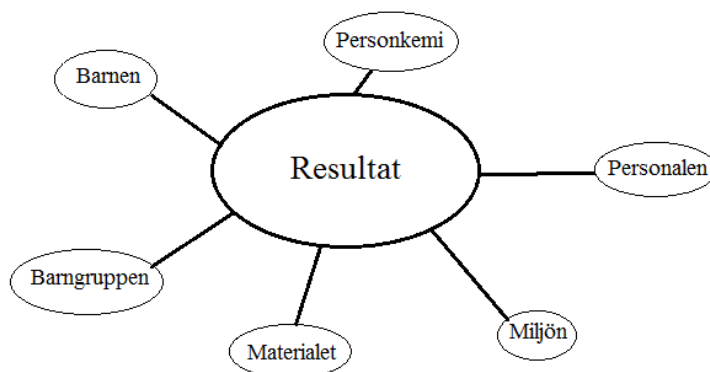 Personkemi
Barnen
Resultat
Personalen
Barngruppen
Miljön
Materialet